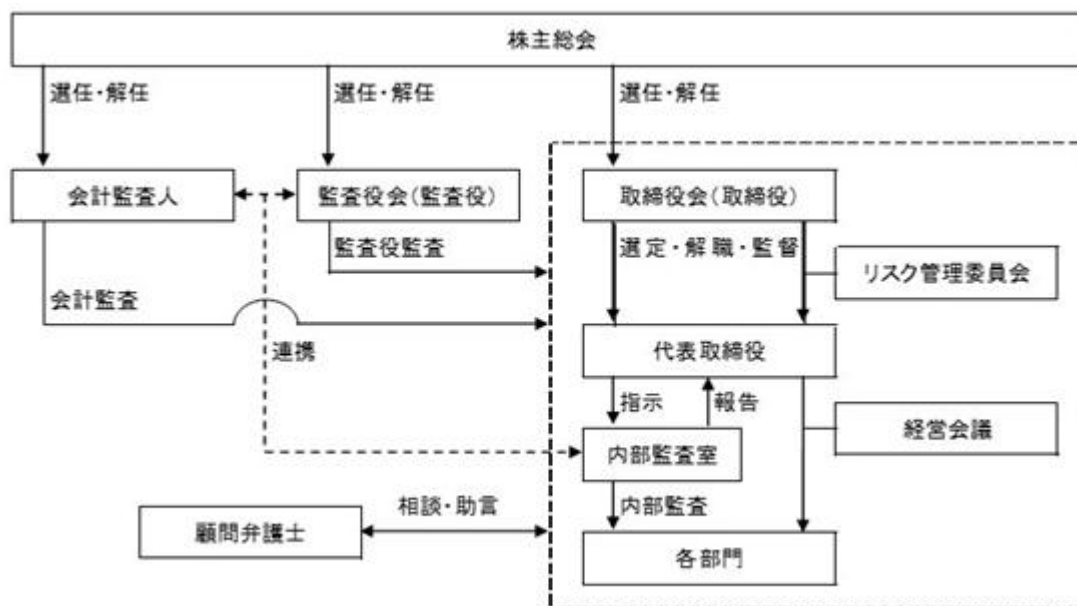 株主総会
選任・解任
選任・解任
選任・解任
会計監査人
監査役会(監査役)
取締役会(取締役)
監査役監査
選定・解職・監督
リスク管理委員会
会計監査
連携
代表取締役
指示
報告
経営会議
内部監査室
相談・助言
内部監査
顧問弁護士
各部門